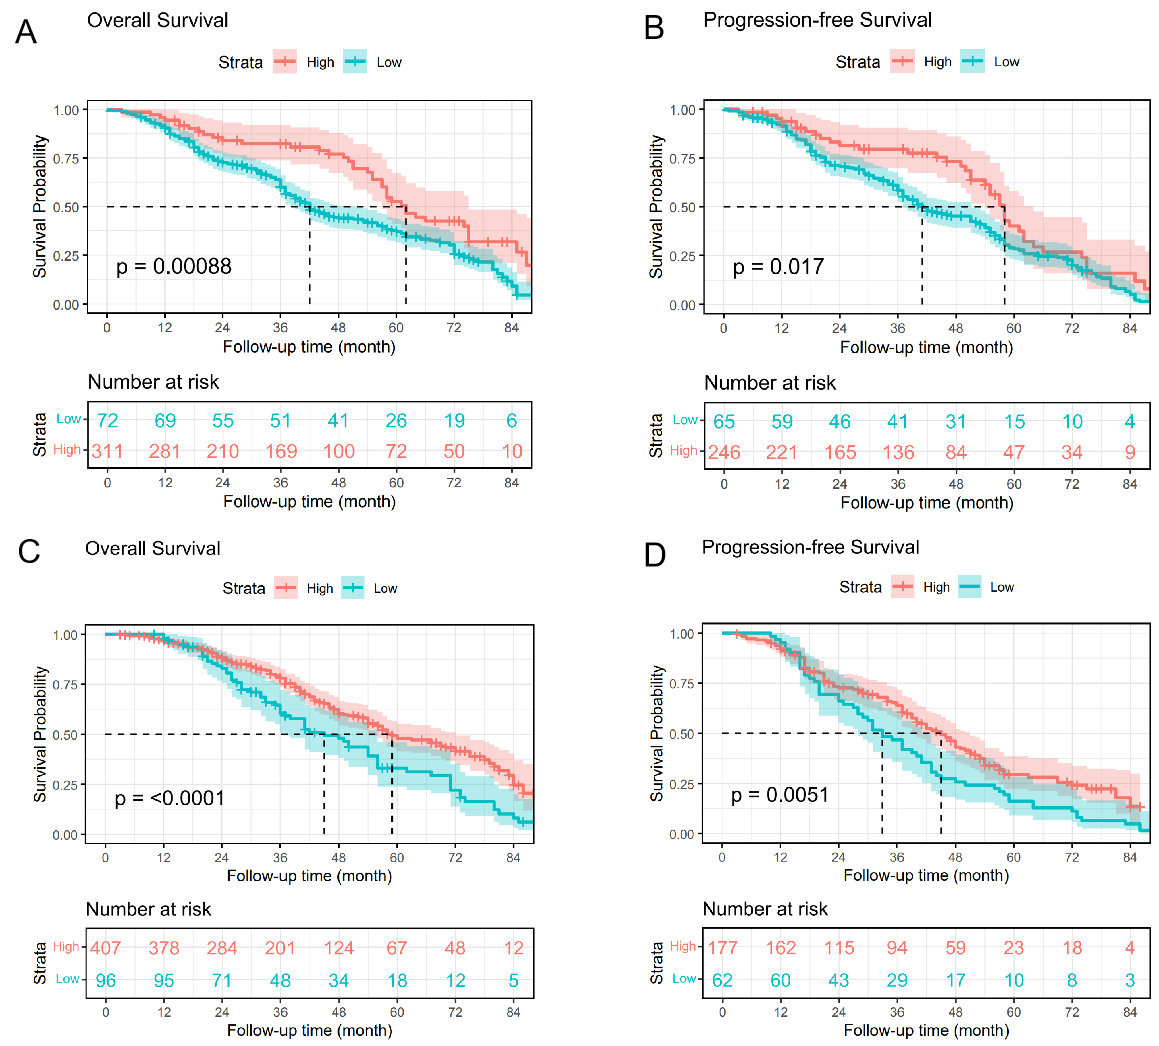 A
Overall Survival
Strata High Low
Survival Probability
1.00
0.75
0.50
0.25
0.00
p = 0.00088
0 12 24 36 48 60 72 84
Follow-up time (month)
Number at risk
Strata
Low 72 69 55 51 41 26 19 6
High 311 281 210 169 100 72 50 10
0 12 24 36 48 60 72 84
Follow-up time (month)
B
Progression-free Survival
Strata High Low
Survival Probability
1.00
0.75
0.50
0.25
0.00
p = 0.017
0 12 24 36 48 60 72 84
Follow-up time (month)
Number at risk
Strata
Low 65 59 46 41 31 15 10 4
High 246 221 165 136 84 47 34 9
0 12 24 36 48 60 72 84
Follow-up time (month)
C
Overall Survival
Strata High Low
Survival Probability
1.00
0.75
0.50
0.25
0.00
p = <0.0001
0 12 24 36 48 60 72 84
Follow-up time (month)
Number at risk
Strata
High 407 378 284 201 124 67 48 12
Low 96 95 71 48 34 18 12 5
0 12 24 36 48 60 72 84
Follow-up time (month)
D
Progression-free Survival
Strata High Low
Survival Probability
1.00
0.75
0.50
0.25
0.00
p = 0.0051
0 12 24 36 48 60 72 84
Follow-up time (month)
Number at risk
Strata
High 177 162 115 94 59 23 18 4
Low 62 60 43 29 17 10 8 3
0 12 24 36 48 60 72 84
Follow-up time (month)